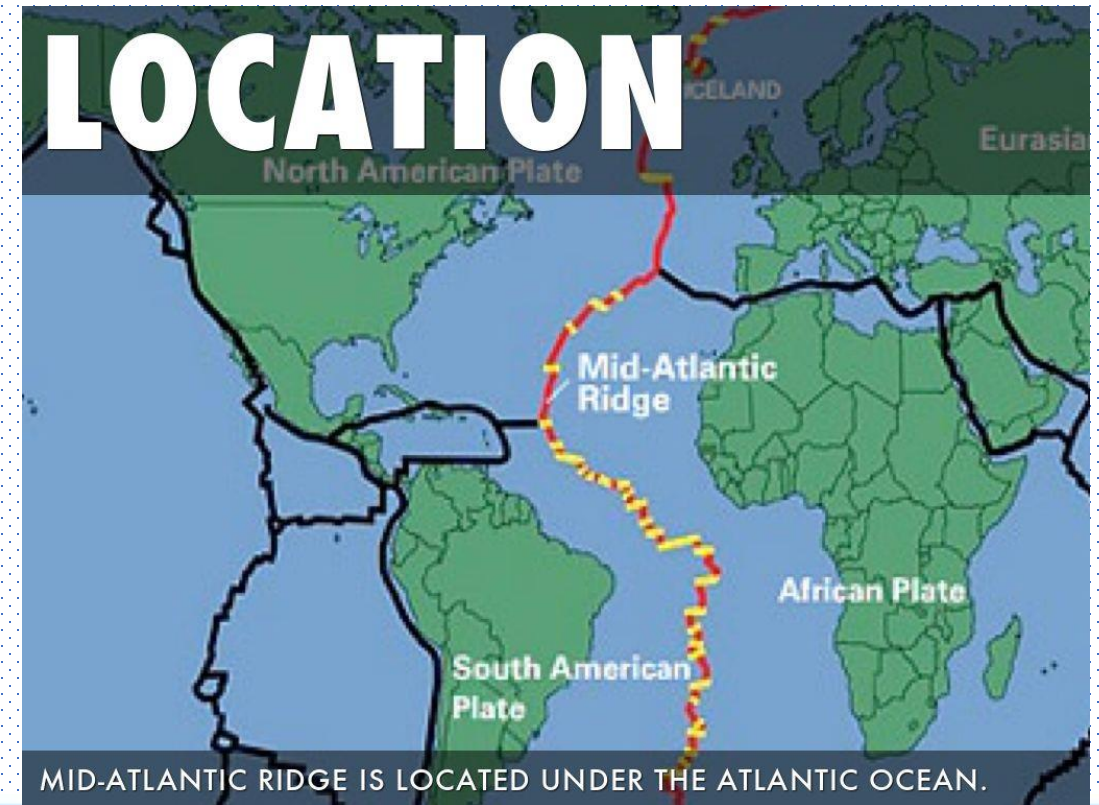 LOCATION
ICELAND
Eurasia
North American Plate
Mid-Atlantic
Ridge
African Plate
South American
Plate
MID-ATLANTIC RIDGE IS LOCATED UNDER THE ATLANTIC OCEAN.